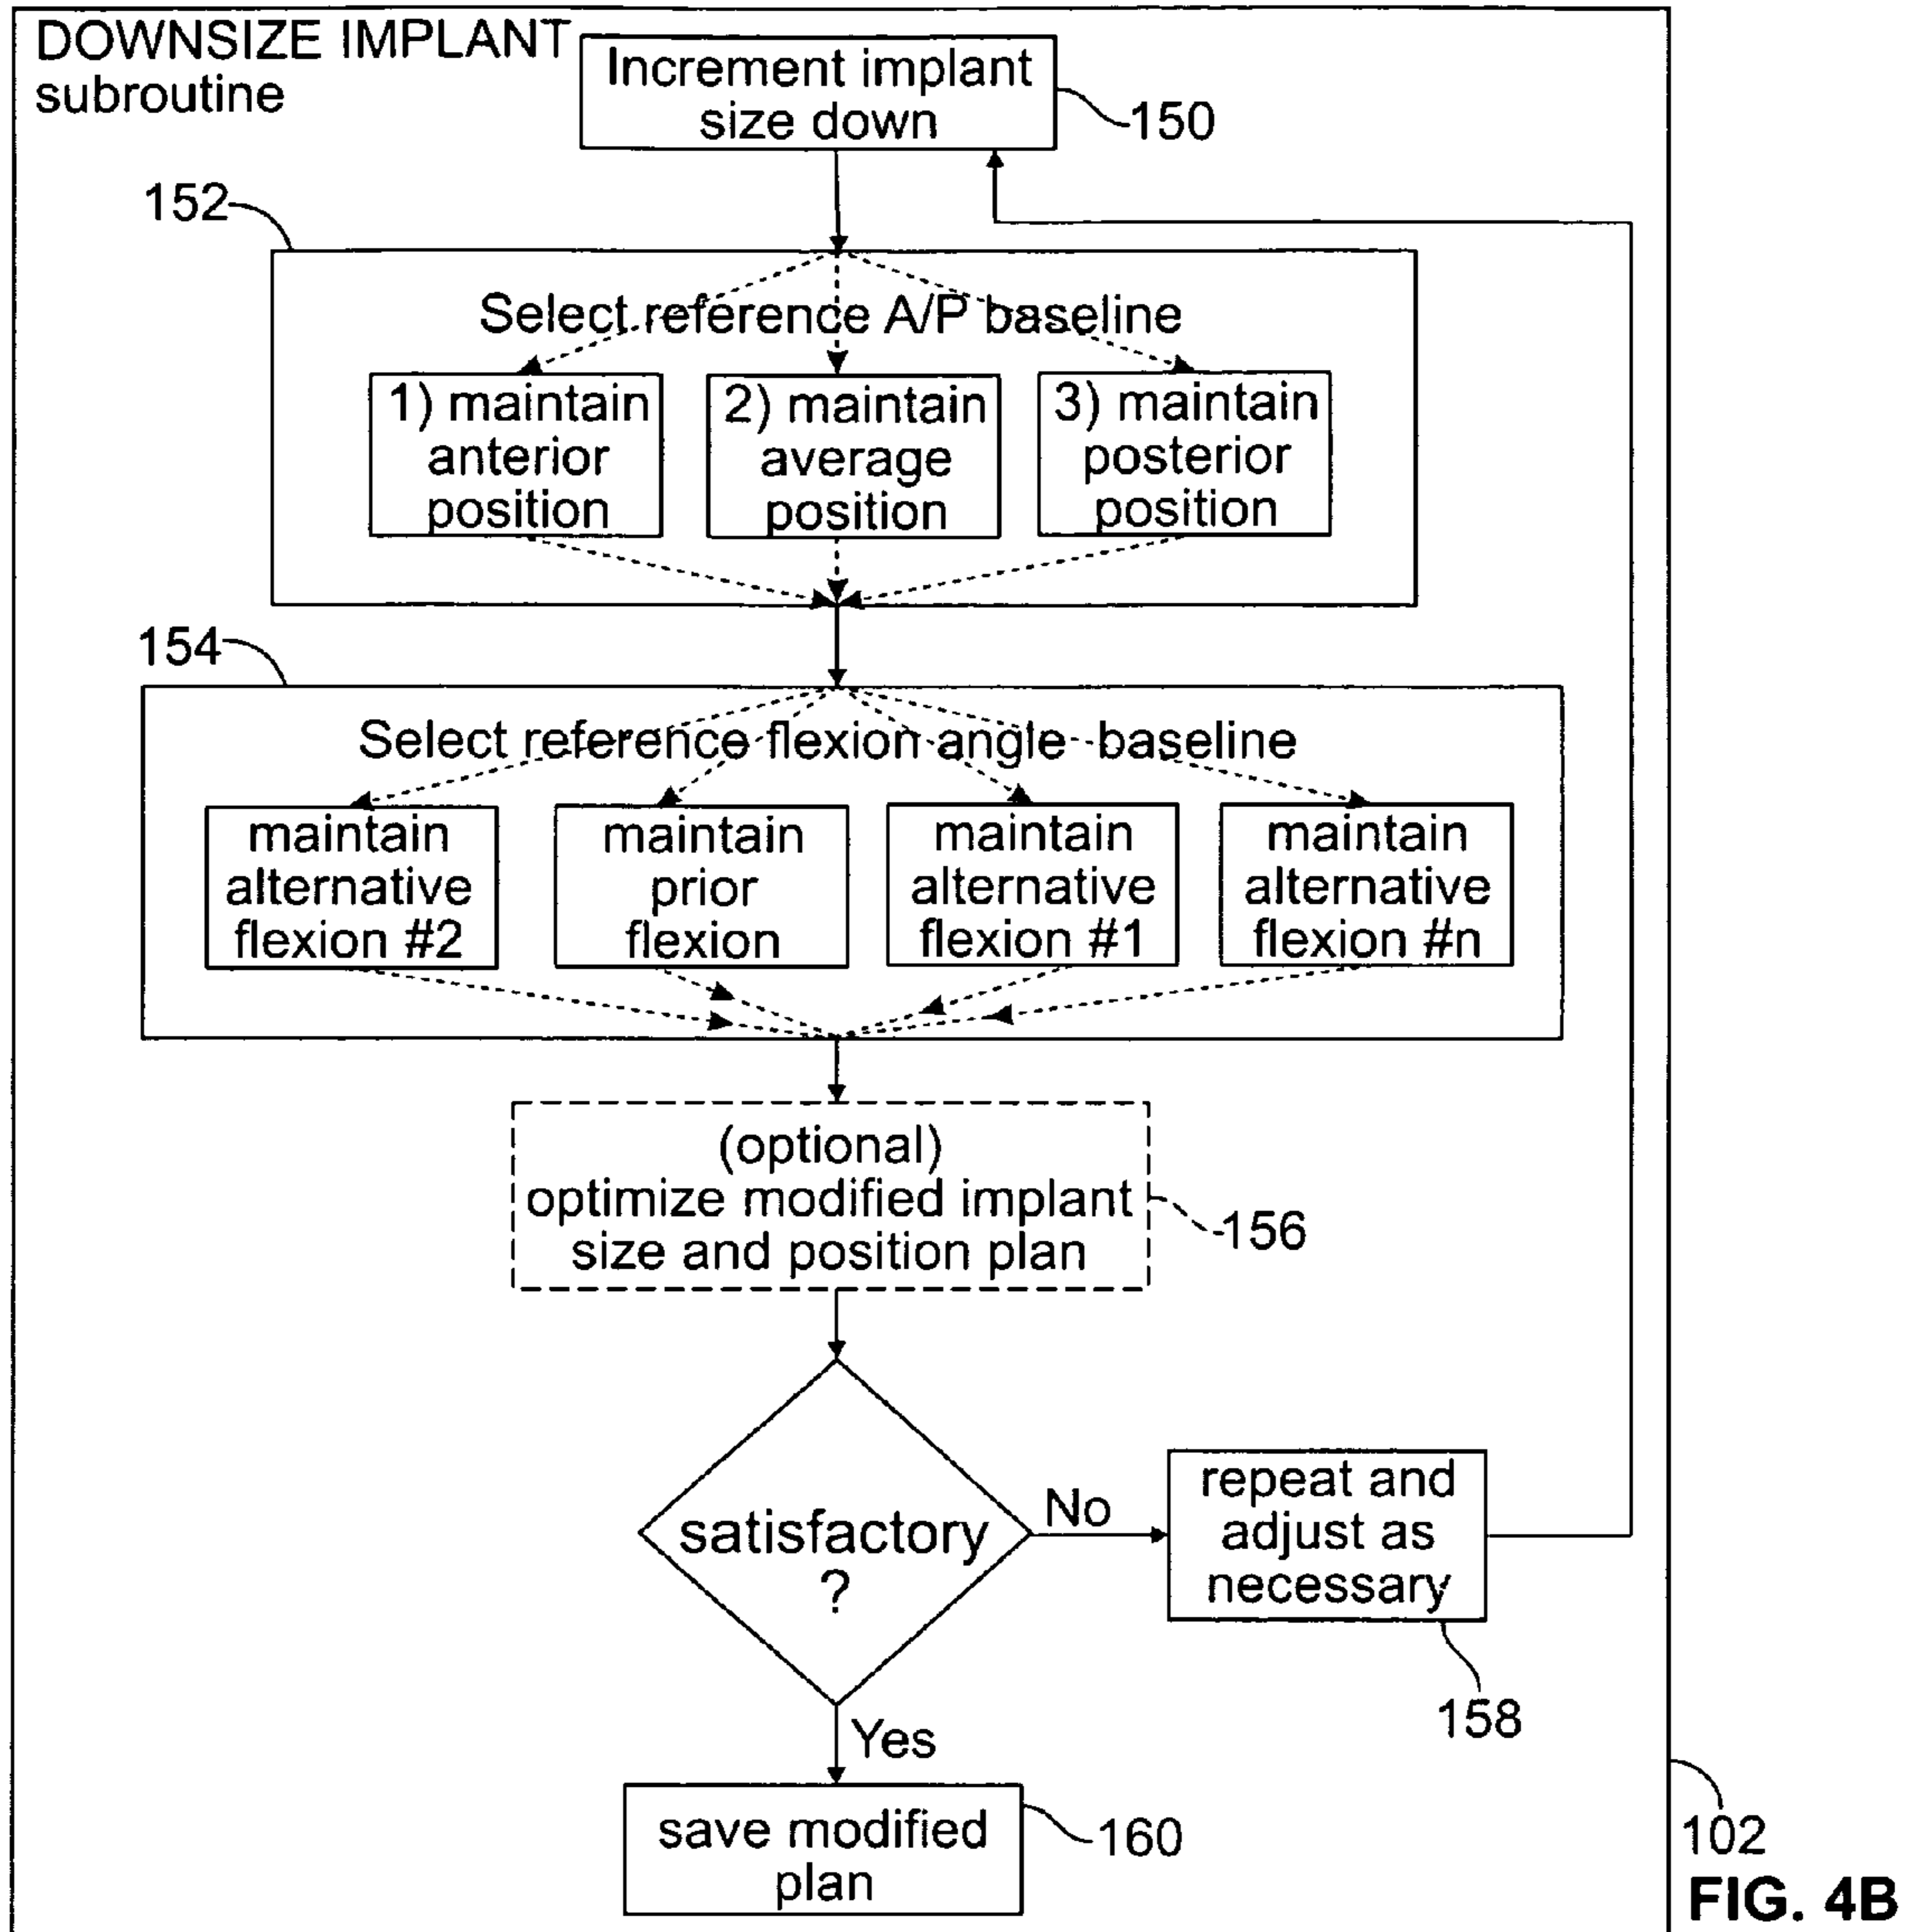 DOWNSIZE IMPLANT
subroutine
Increment implant
size down
150
152
Select reference A/P baseline
1) maintain
anterior
position
2) maintain
average
position
3) maintain
posterior
position
154
Select reference flexion angle baseline
maintain
alternative
flexion #2
maintain
prior
flexion
maintain
alternative
flexion #1
maintain
alternative
flexion #n
(optional)
optimize modified implant
size and position plan
156
satisfactory
?
No
repeat and
adjust as
necessary
158
Yes
save modified
plan
160
102
FIG. 4B